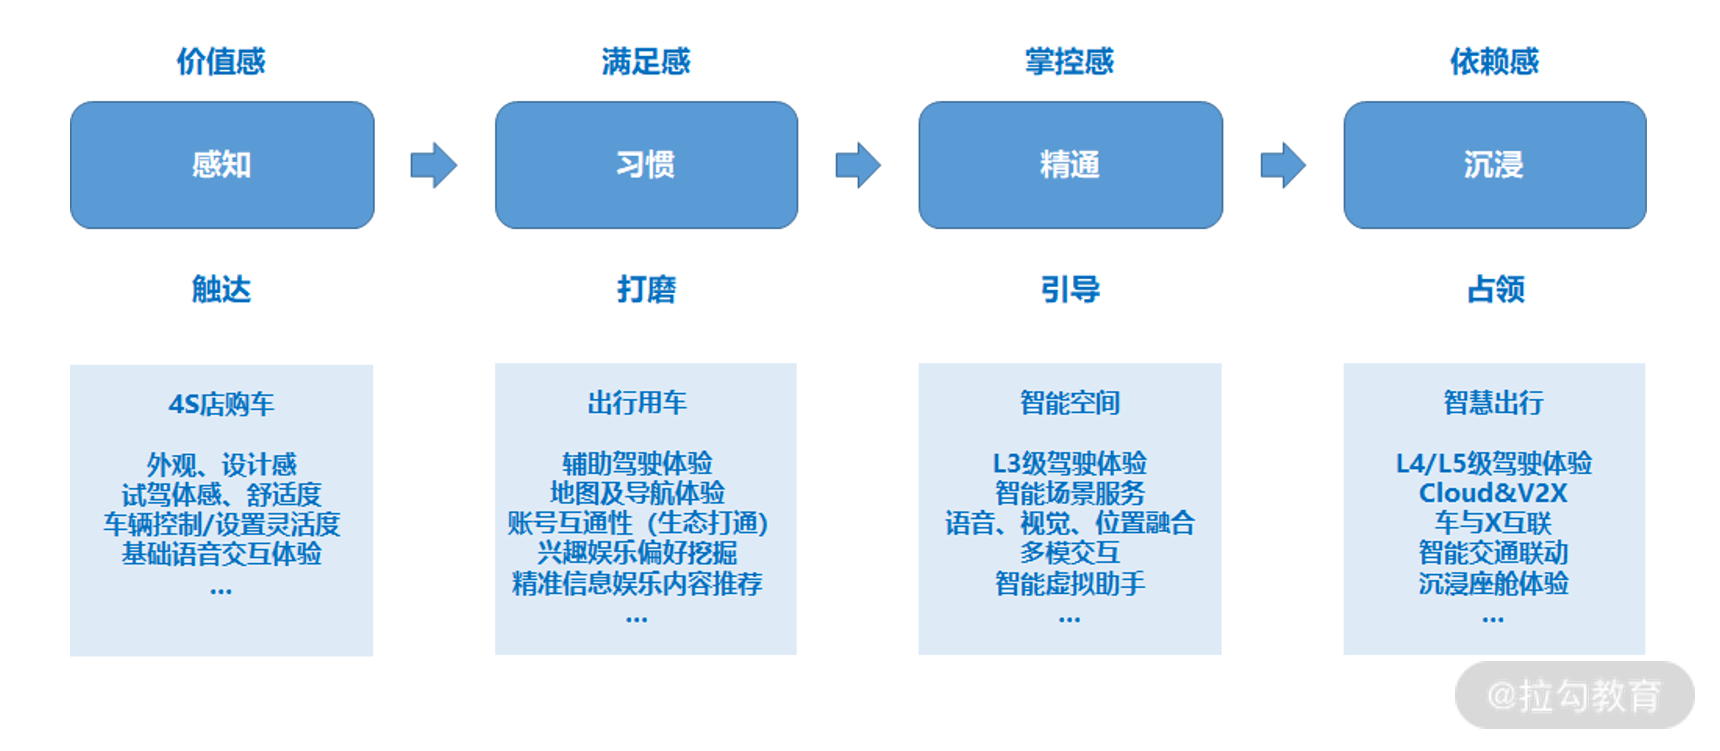 价值感
满足感
掌控感
依赖感
感知
习惯
精通
沉浸
触达
打磨
引导
占领
4S店购车
外观、设计感
试驾体感、舒适度
车辆控制/设置灵活度
基础语音交互体验
...
出行用车
辅助驾驶体验
地图及导航体验
账号互通性（生态打通）
兴趣娱乐偏好挖掘
精准信息娱乐内容推荐
...
智能空间
L3级驾驶体验
智能场景服务
语音、视觉、位置融合
多模交互
智能虚拟助手
...
智慧出行
L4/L5级驾驶体验
Cloud&V2X
车与X互联
智能交通联动
沉浸座舱体验
...
@拉勾教育